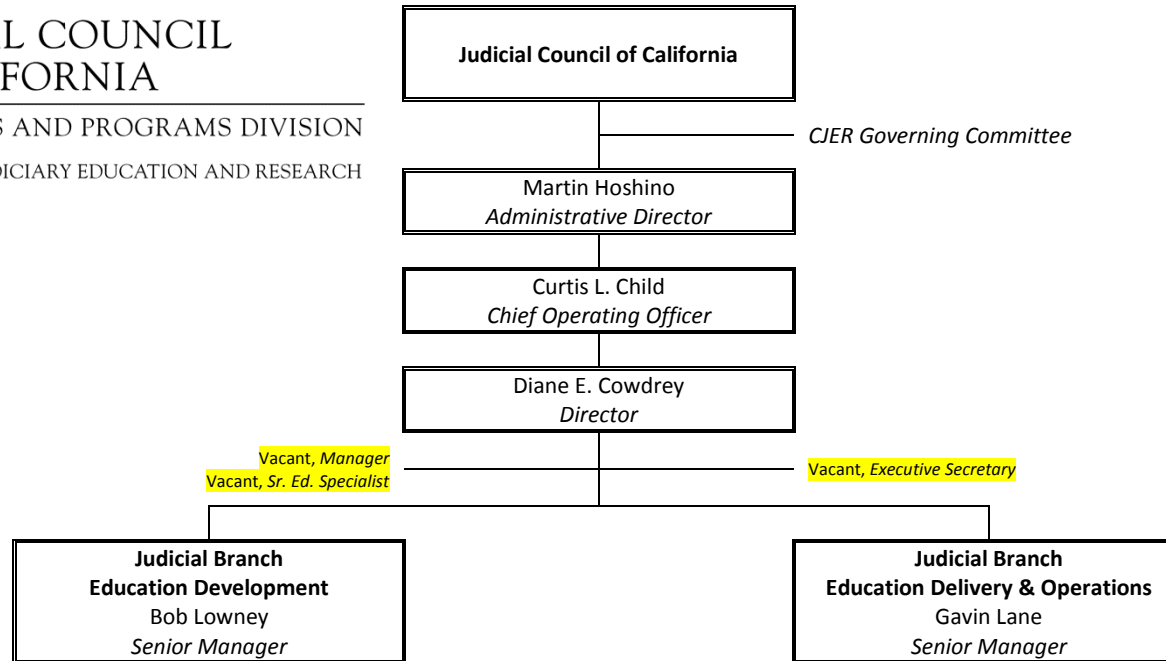 L COUNCIL
FORNIA
AND PROGRAMS DIVISION
EDUCATION AND RESEARCH
Judicial Council of California
CJER Governing Committee
Martin Hoshino
Administrative Director
Curtis L. Child
Chief Operating Officer
Diane E. Cowdrey
Director
Vacant, Manager
Vacant, Sr. Ed. Specialist
Vacant, Executive Secretary
Judicial Branch
Education Development
Bob Lowney
Senior Manager
Judicial Branch
Education Delivery & Operations
Gavin Lane
Senior Manager